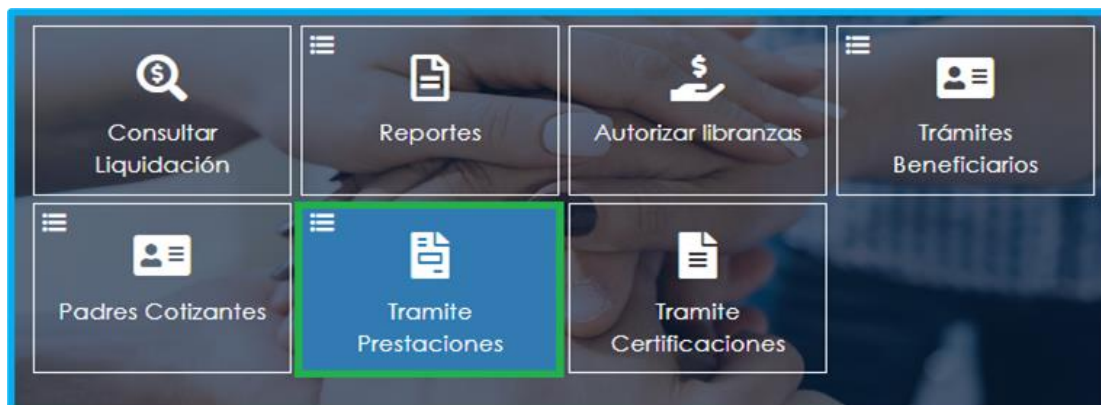 Consultar
Liquidación
Reportes
Autorizar libranzas
Trámites
Beneficiarios
Padres Cotizantes
Tramite
Prestaciones
Tramite
Certificaciones